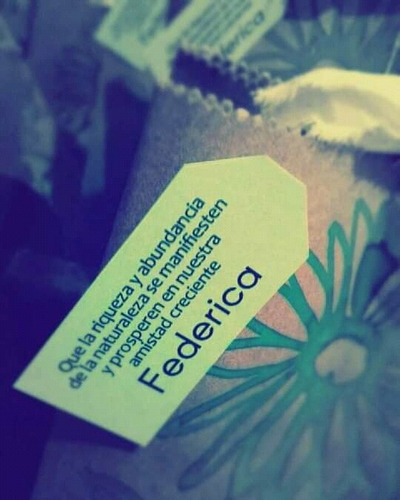 Que la riqueza y abundancia
de la naturaleza se manifiesten
y prosperen en nuestra
amistad creciente
Federica